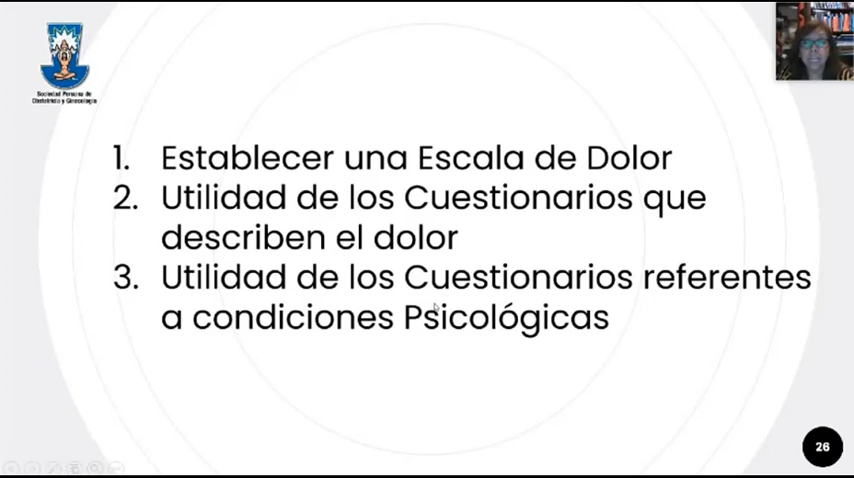 Sociedad Peruana de
Obstetricia y Ginecología
1. Establecer una Escala de Dolor
2. Utilidad de los Cuestionarios que
describen el dolor
3. Utilidad de los Cuestionarios referentes
a condiciones Psicológicas
26